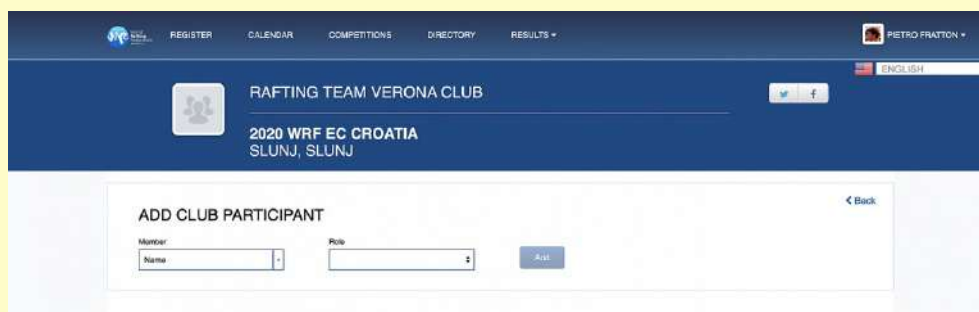 REGISTER CALENDAR COMPETITIONS DIRECTORY RESULTS PIETRO FRATTON
ENGLISH
RAFTING TEAM VERONA CLUB
2020 WRF EC CROATIA
SLUNJ, SLUNJ
Back
ADD CLUB PARTICIPANT
Member Role
Name Add